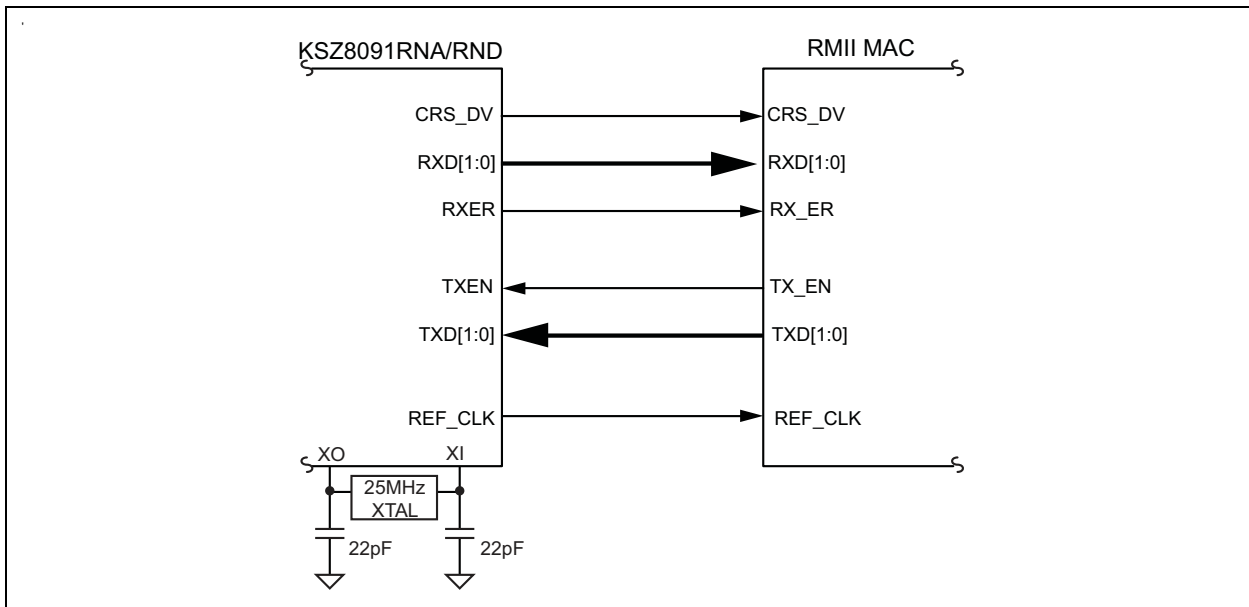 KSZ8091RNA/RND RMII MAC
CRS_DV CRS_DV
RXD[1:0] RXD[1:0]
RXER RX_ER
TXEN TX_EN
TXD[1:0] TXD[1:0]
REF_CLK REF_CLK
XO XI
25MHz
XTAL
22pF 22pF